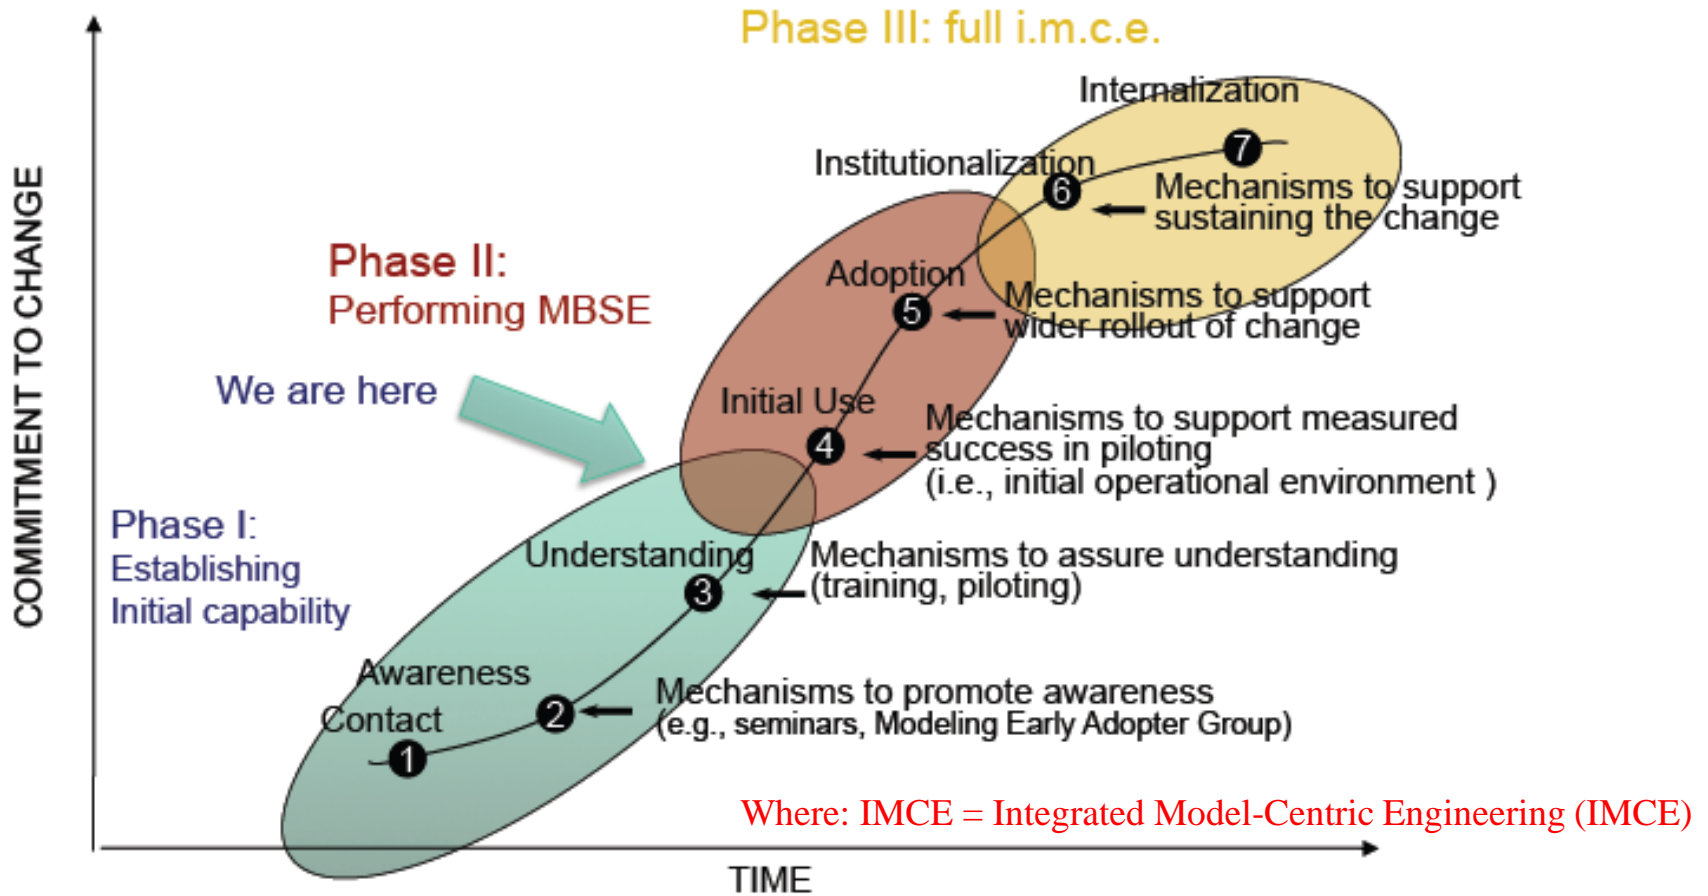 Phase III: full i.m.c.e.
Internalization
7
Institutionalization
6
Mechanisms to support
sustaining the change
Phase II:
Performing MBSE
Adoption
5
Mechanisms to support
wider rollout of change
We are here
Initial Use
4
Mechanisms to support measured
success in piloting
(i.e., initial operational environment )
Phase I:
Establishing
Initial capability
Understanding
3
Mechanisms to assure understanding
(training, piloting)
Awareness
2
Mechanisms to promote awareness
(e.g., seminars, Modeling Early Adopter Group)
Contact
1
Where: IMCE = Integrated Model-Centric Engineering (IMCE)
COMMITMENT TO CHANGE
TIME